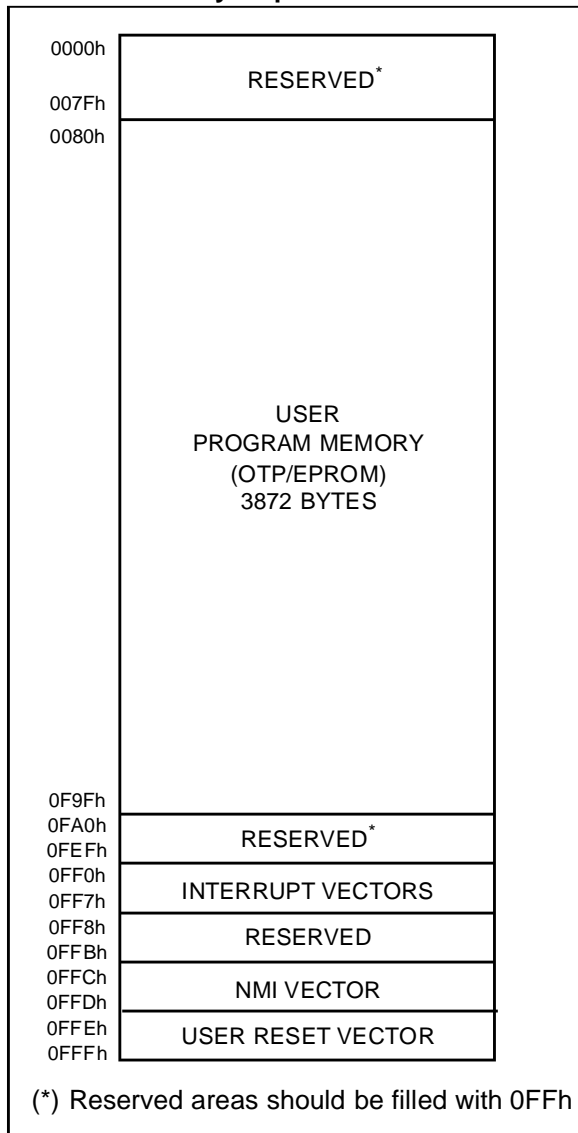 0000h
RESERVED*
007Fh
0080h
USER
PROGRAM MEMORY
(OTP/EPROM)
3872 BYTES
0F9Fh
0FA0h
RESERVED*
0FEFh
0FF0h
INTERRUPT VECTORS
0FF7h
0FF8h
RESERVED
0FFBh
0FFCh
NMI VECTOR
0FFDh
0FFEh
USER RESET VECTOR
0FFFh
(*) Reserved areas should be filled with 0FFh